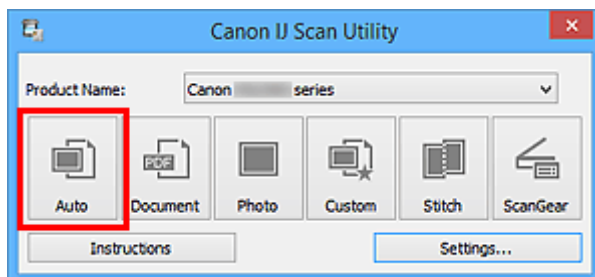 Canon IJ Scan Utility
Product Name: Canon series
PDF
Auto Document Photo Custom Stitch ScanGear
Instructions Settings...